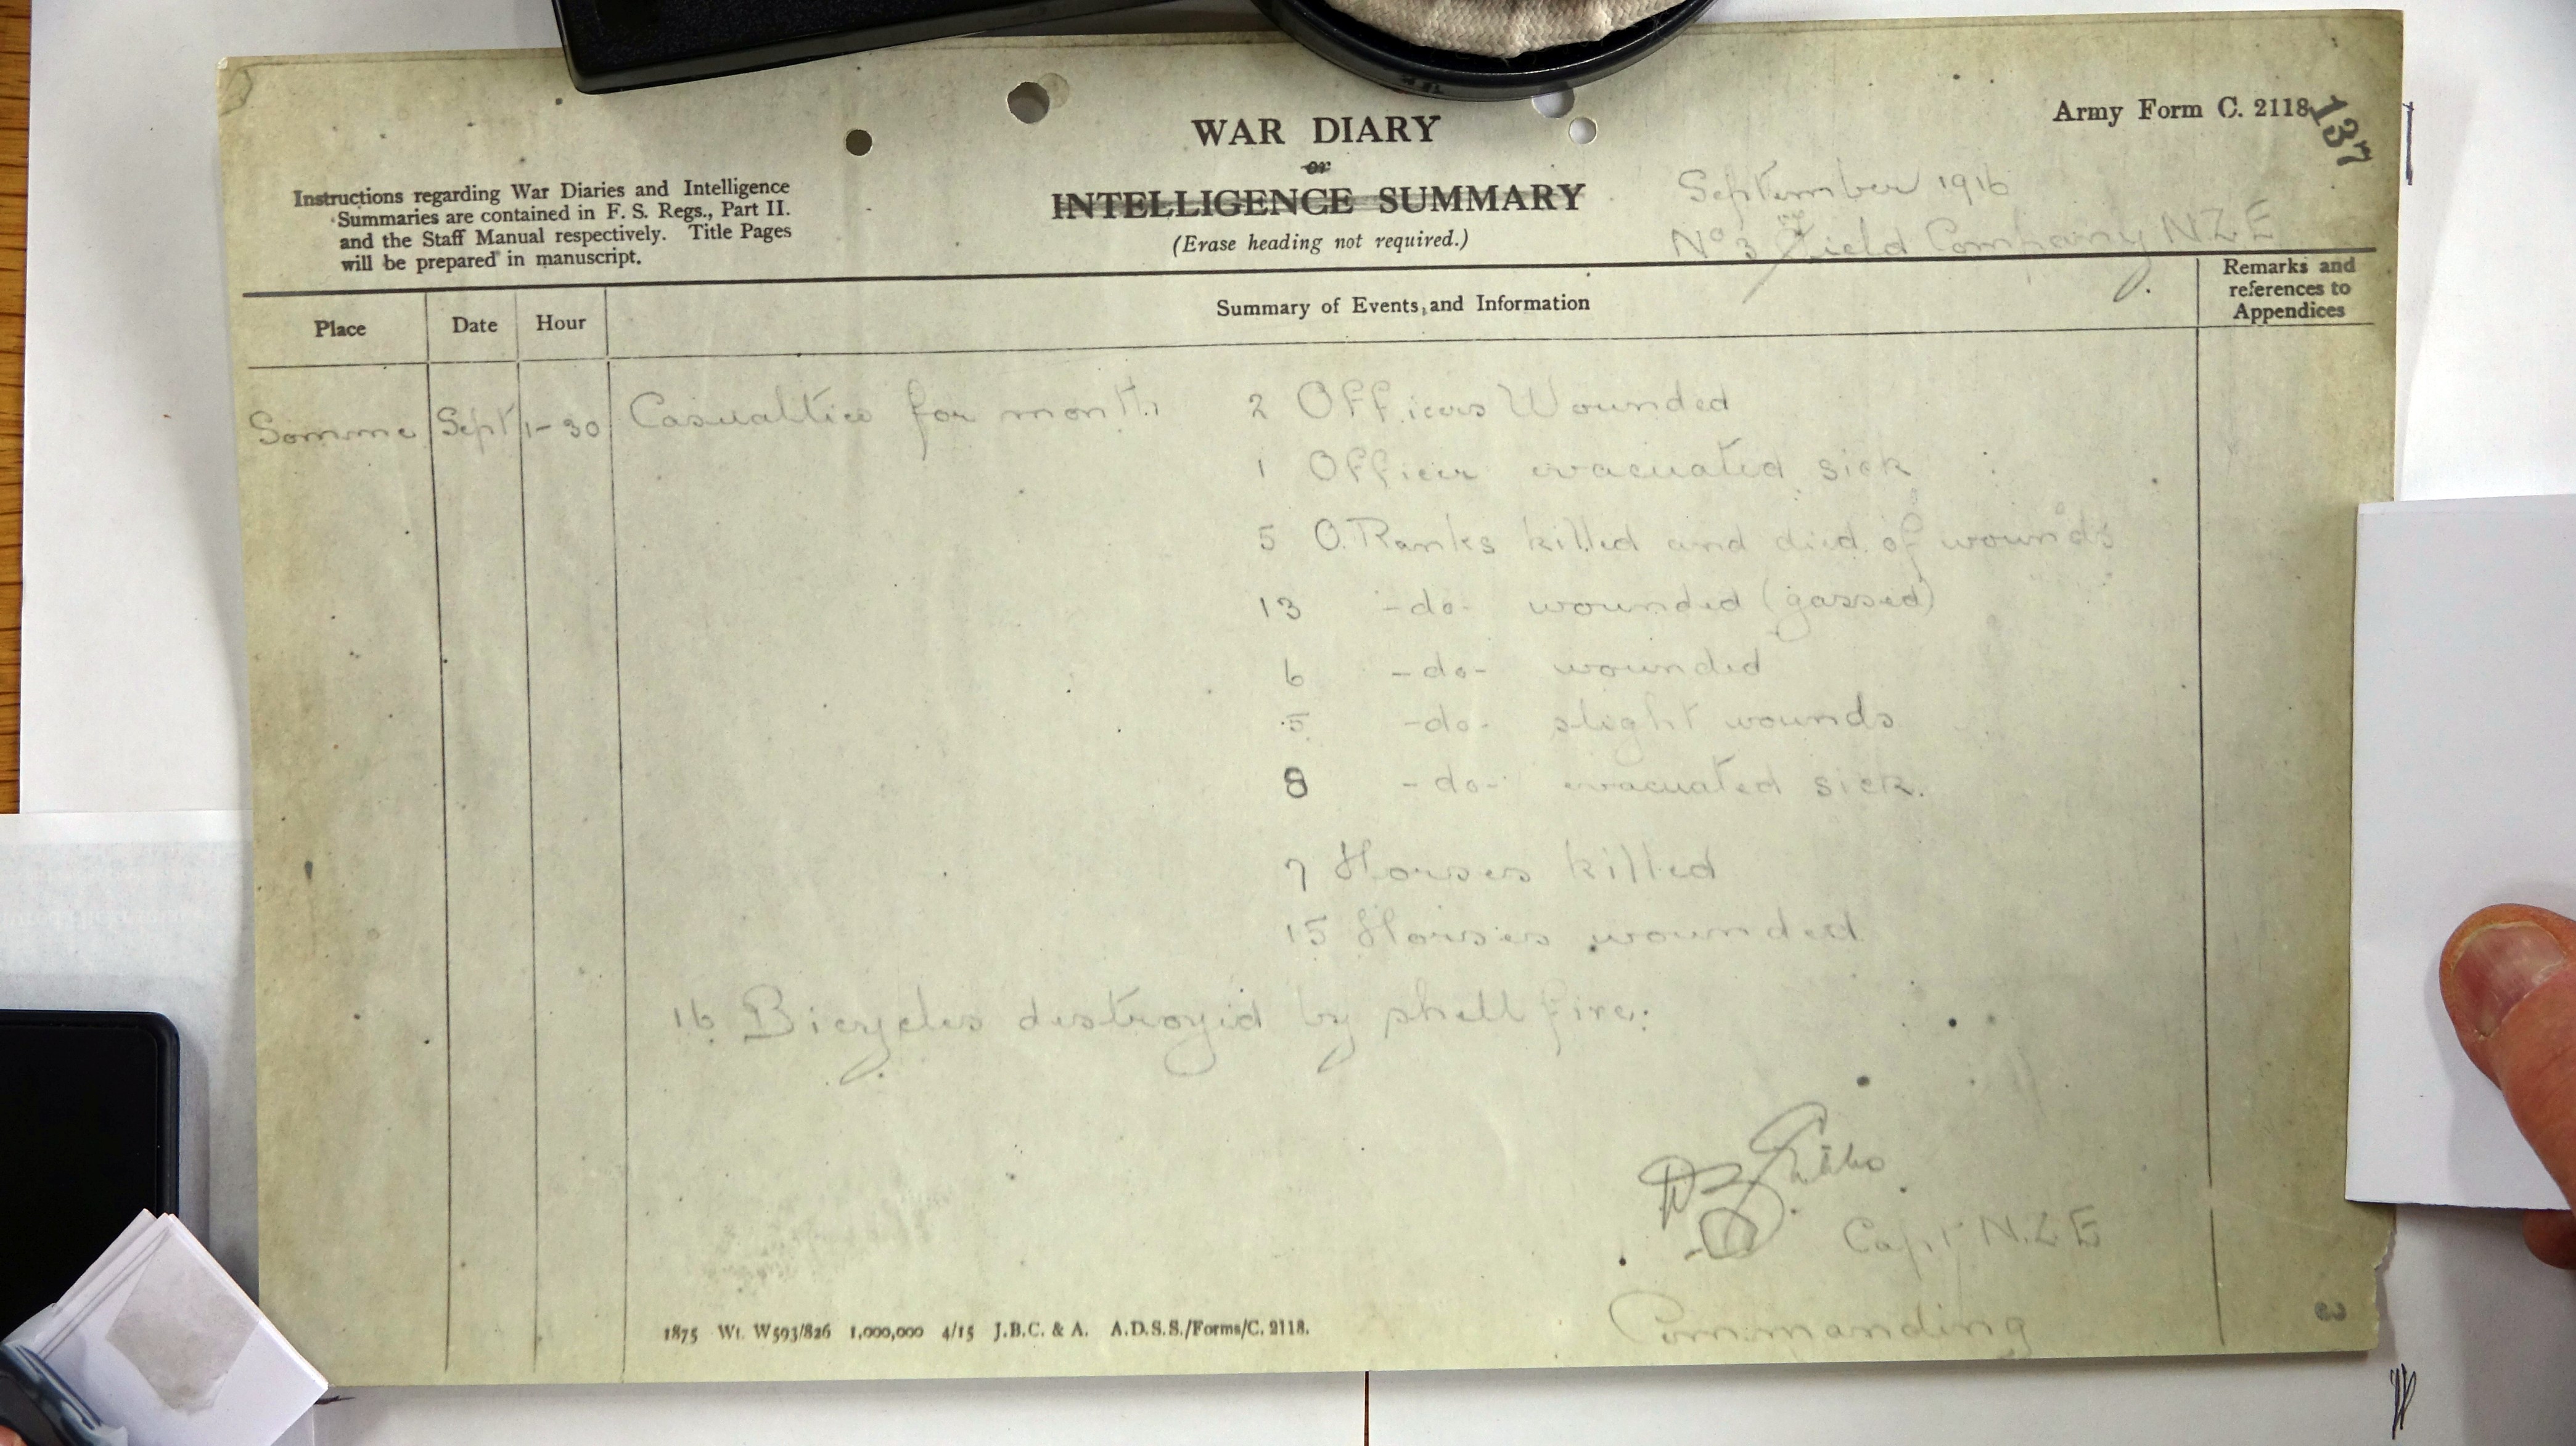 Army Form C. 2118
137
WAR DIARY
or
INTELLIGENCE SUMMARY
(Erase heading not required.)
Instructions regarding War Diaries and Intelligence
Summaries are contained in F. S. Regs., Part II.
and the Staff Manual respectively. Title Pages
will be prepared in manuscript.
September 1916
No 3 Field Company NZE
Place Date Hour Summary of Events and Information Remarks and references to Appendices
Somme Sept 1-30 Casualties for month 2 Officers Wounded
1 Officer evacuated sick
5 O. Ranks killed and died of wounds
13 -do- wounded (gassed)
6 -do- wounded
5 -do- slight wounds
8 -do- evacuated sick.
7 Horses killed
15 Horses wounded
16 Bicycles destroyed by shell fire.
Capt N.Z.E
Commanding
1875 Wt. W593/826 1,000,000 4/15 J.B.C. & A. A.D.S.S./Forms/C. 2118.